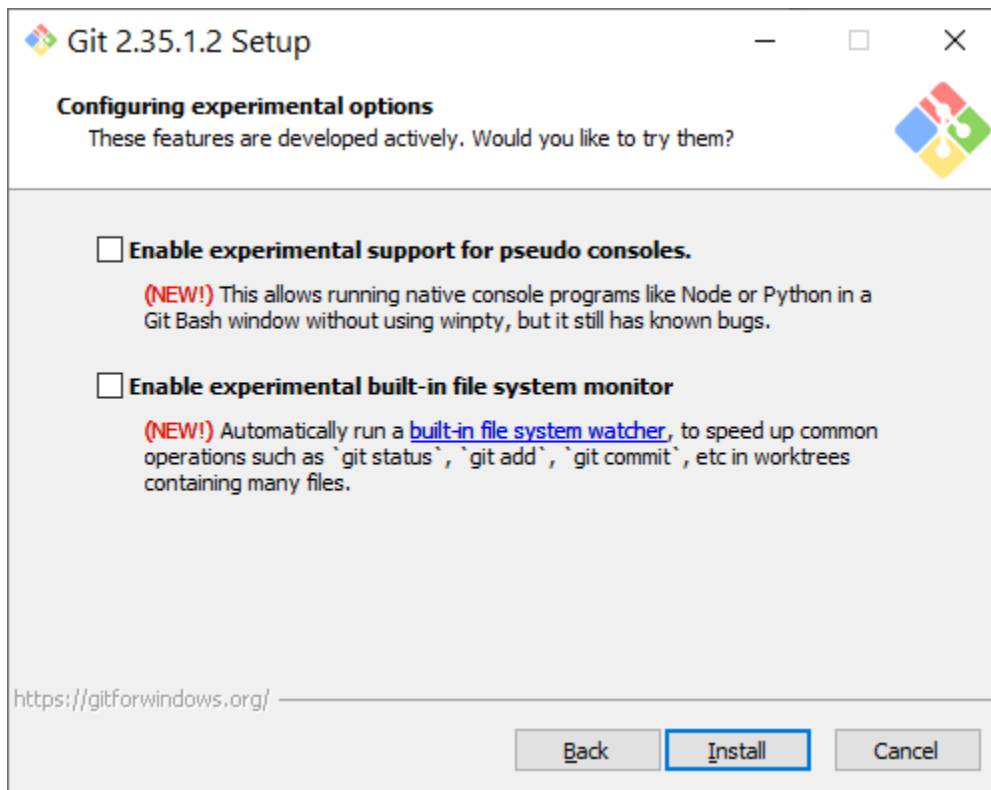 Git 2.35.1.2 Setup
Configuring experimental options
These features are developed actively. Would you like to try them?
Enable experimental support for pseudo consoles.
(NEW!) This allows running native console programs like Node or Python in a
Git Bash window without using winpty, but it still has known bugs.
Enable experimental built-in file system monitor
(NEW!) Automatically run a built-in file system watcher, to speed up common
operations such as `git status`, `git add`, `git commit`, etc in worktrees
containing many files.
https://gitforwindows.org/
Back Install Cancel